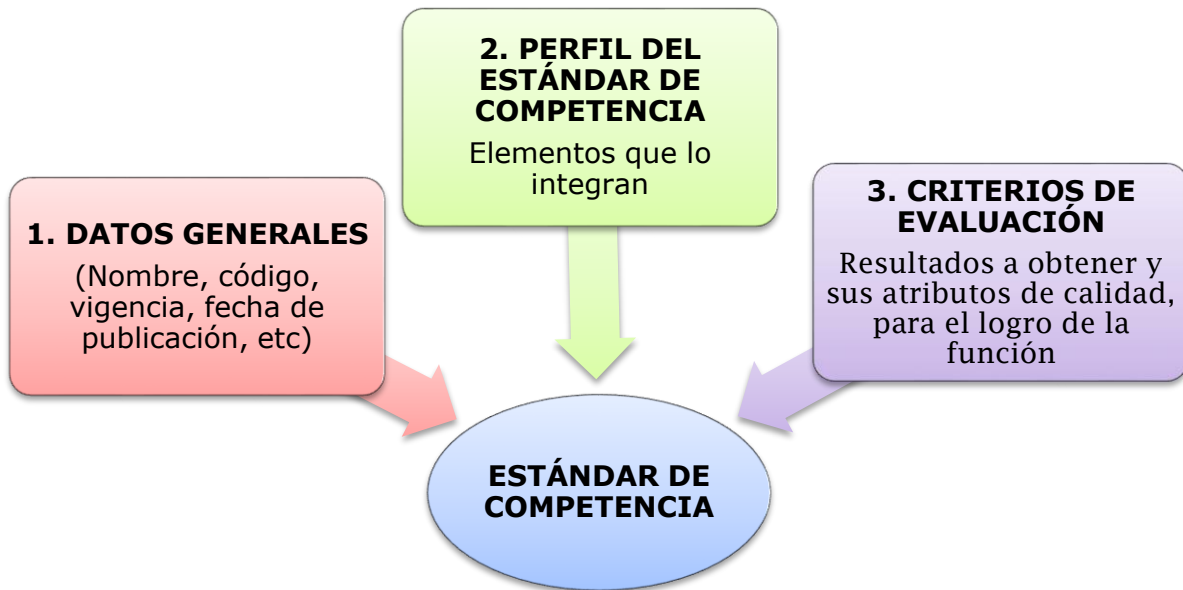 1. DATOS GENERALES
(Nombre, código,
vigencia, fecha de
publicación, etc)
2. PERFIL DEL
ESTÁNDAR DE
COMPETENCIA
Elementos que lo
integran
3. CRITERIOS DE
EVALUACIÓN
Resultados a obtener y
sus atributos de calidad,
para el logro de la
función
ESTÁNDAR DE
COMPETENCIA